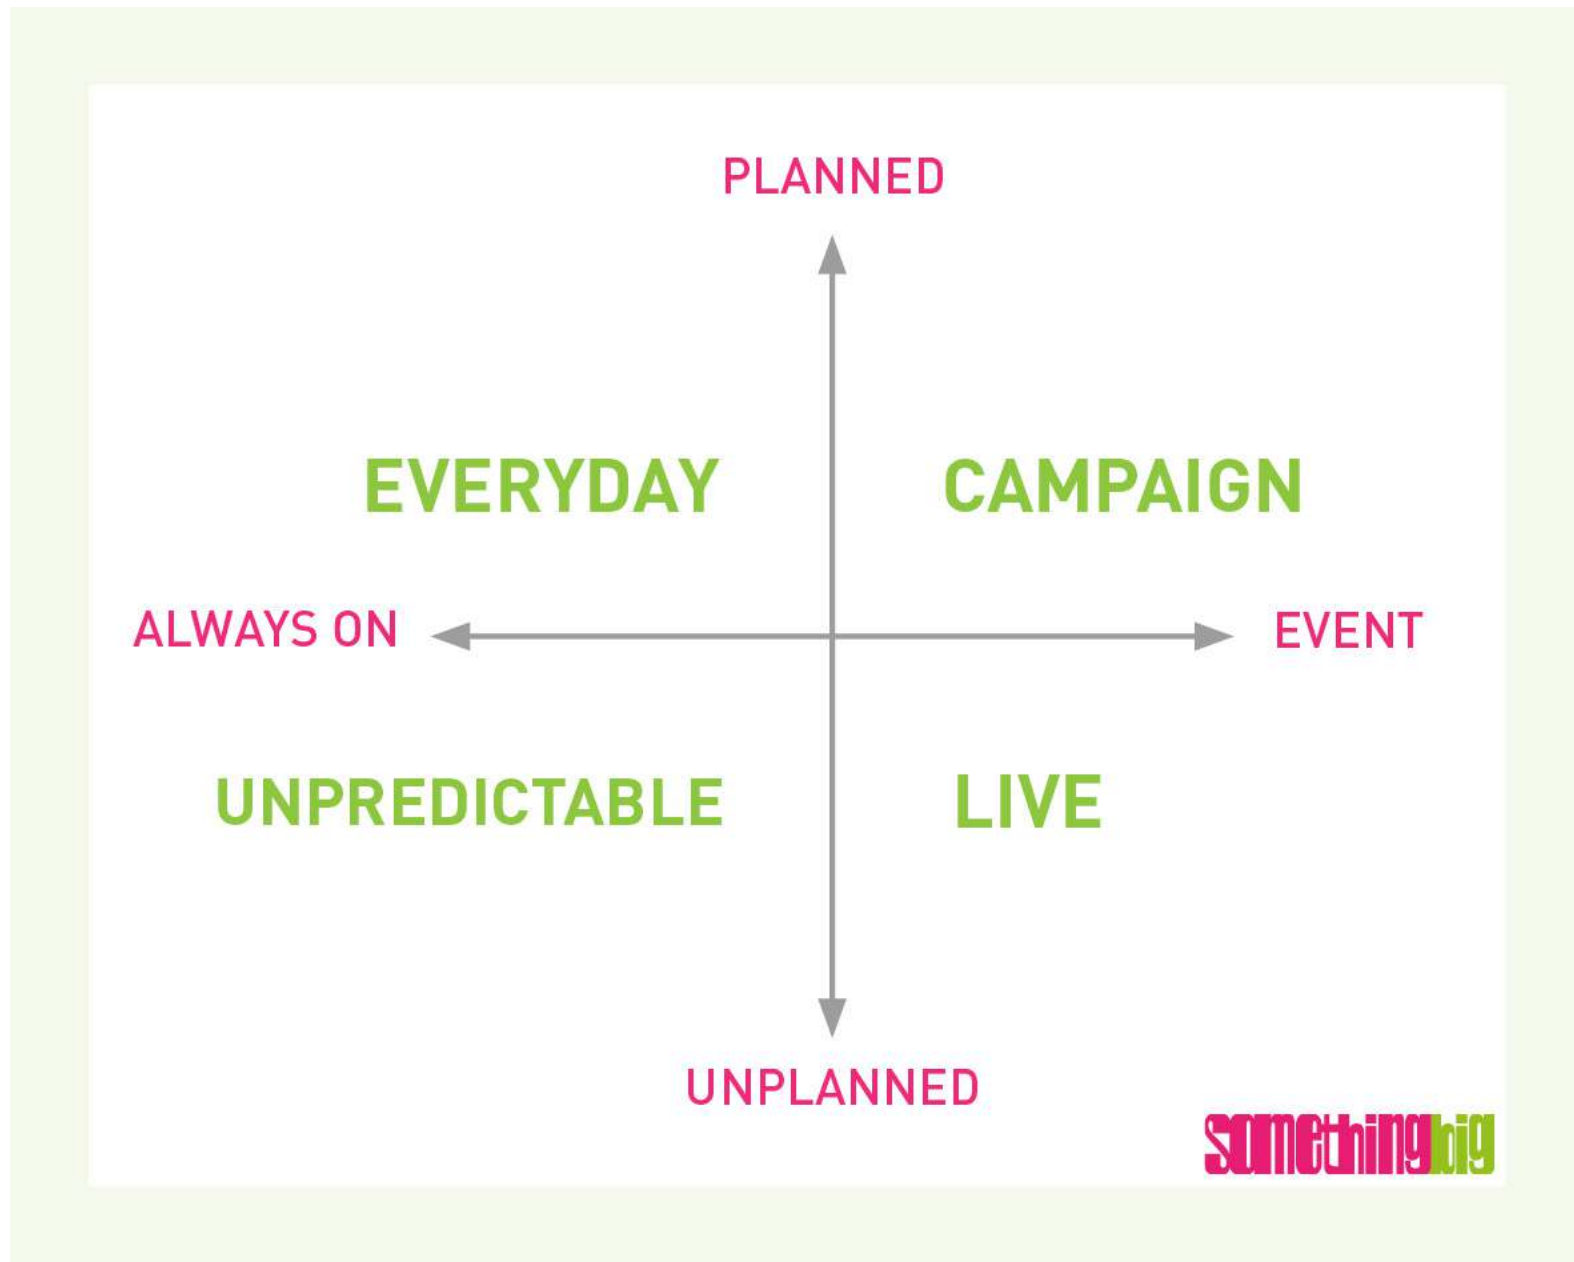 PLANNED
EVERYDAY
CAMPAIGN
ALWAYS ON
EVENT
UNPREDICTABLE
LIVE
UNPLANNED
somethingbig